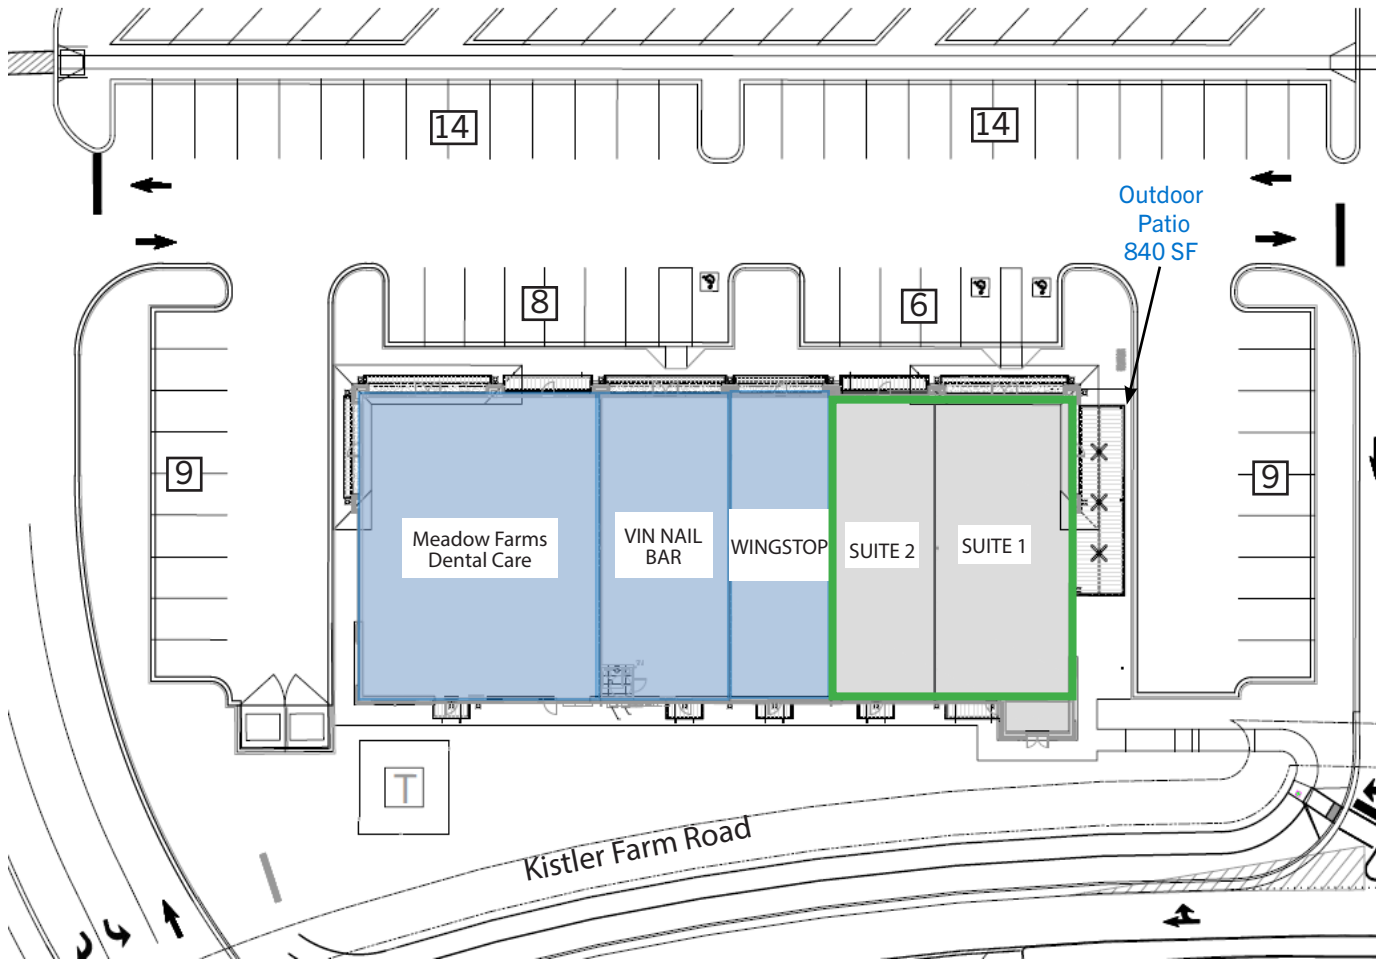 14
14
Outdoor
Patio
840 SF
8
6
9
9
Meadow Farms
Dental Care
VIN NAIL
BAR
WINGSTOP
SUITE 2
SUITE 1
T
Kistler Farm Road